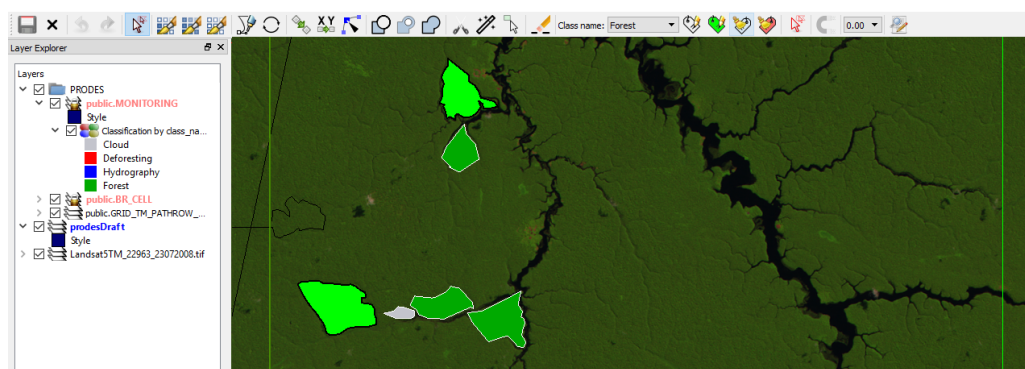 X Y
Class name: Forest
0.00
Layer Explorer
Layers
PRODES
public.MONITORING
Style
Classification by class_na...
Cloud
Deforesting
Hydrography
Forest
public.BR_CELL
public.GRID_TM_PATHROW_...
prodesDraft
Style
Landsat5TM_22963_23072008.tif